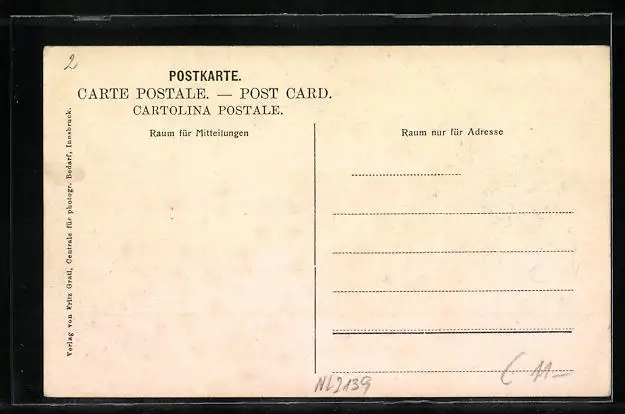 2
POSTKARTE.
CARTE POSTALE. — POST CARD.
CARTOLINA POSTALE.
Raum für Mitteilungen
Raum nur für Adresse
Verlag von Fritz Gratl, Centrale für photogr. Bedarf, Innsbruck.
NL2139